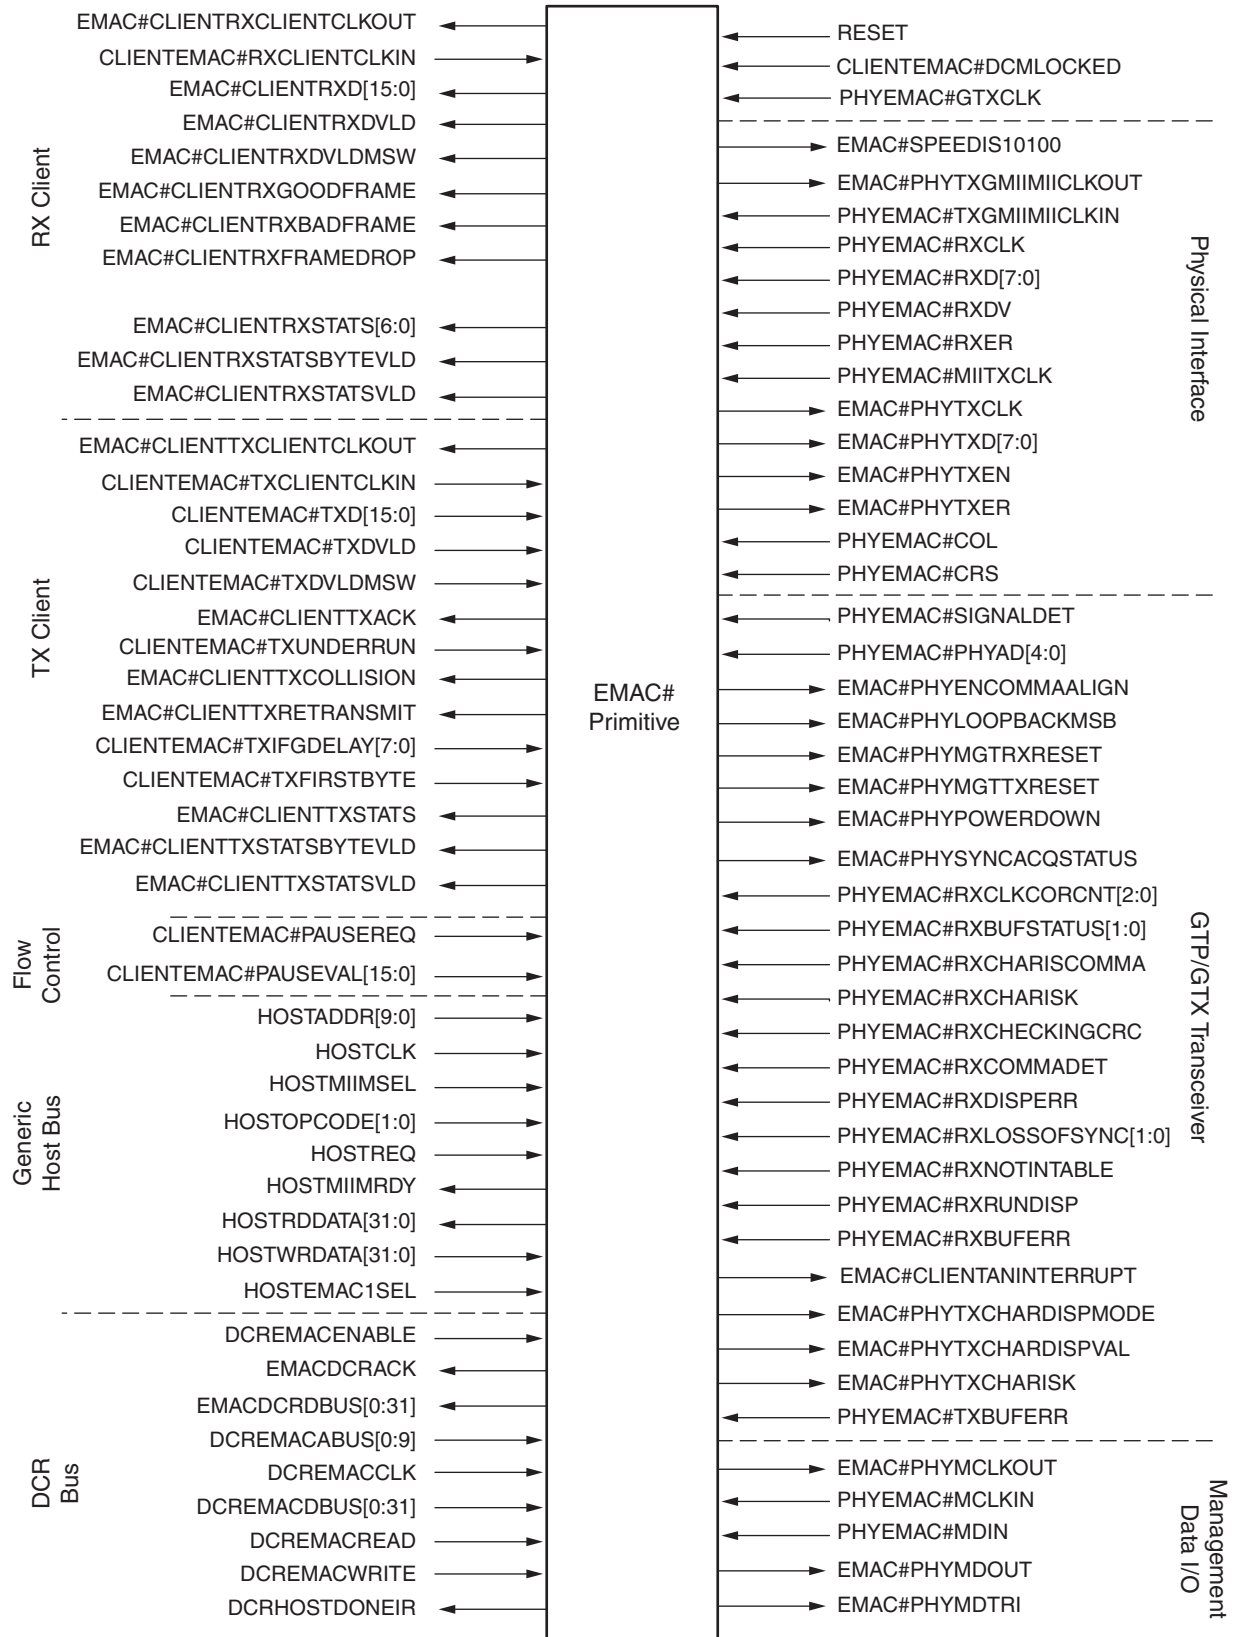 RX Client
EMAC#CLIENTRXCLIENTCLKOUT
CLIENTEMAC#RXCLIENTCLKIN
EMAC#CLIENTRXD[15:0]
EMAC#CLIENTRXDVLD
EMAC#CLIENTRXDVLDMSW
EMAC#CLIENTRXGOODFRAME
EMAC#CLIENTRXBADFRAME
EMAC#CLIENTRXFRAMEDROP
EMAC#CLIENTRXSTATS[6:0]
EMAC#CLIENTRXSTATSBYTEVLD
EMAC#CLIENTRXSTATSVLD
TX Client
EMAC#CLIENTTXCLIENTCLKOUT
CLIENTEMAC#TXCLIENTCLKIN
CLIENTEMAC#TXD[15:0]
CLIENTEMAC#TXDVLD
CLIENTEMAC#TXDVLDMSW
EMAC#CLIENTTXACK
CLIENTEMAC#TXUNDERRUN
EMAC#CLIENTTXCOLLISION
EMAC#CLIENTTXRETRANSMIT
CLIENTEMAC#TXIFGDELAY[7:0]
CLIENTEMAC#TXFIRSTBYTE
EMAC#CLIENTTXSTATS
EMAC#CLIENTTXSTATSBYTEVLD
EMAC#CLIENTTXSTATSVLD
Flow
Control
CLIENTEMAC#PAUSEREQ
CLIENTEMAC#PAUSEVAL[15:0]
Generic
Host Bus
HOSTADDR[9:0]
HOSTCLK
HOSTMIIMSEL
HOSTOPCODE[1:0]
HOSTREQ
HOSTMIIMRDY
HOSTRDDATA[31:0]
HOSTWRDATA[31:0]
HOSTEMAC1SEL
DCR
Bus
DCREMACENABLE
EMACDCRACK
EMACDCRDBUS[0:31]
DCREMACABUS[0:9]
DCREMACCLK
DCREMACDBUS[0:31]
DCREMACREAD
DCREMACWRITE
DCRHOSTDONEIR
EMAC#
Primitive
RESET
CLIENTEMAC#DCMLOCKED
PHYEMAC#GTXCLK
Physical Interface
EMAC#SPEEDIS10100
EMAC#PHYTXGMIIMIICLKOUT
PHYEMAC#TXGMIIMIICLKIN
PHYEMAC#RXCLK
PHYEMAC#RXD[7:0]
PHYEMAC#RXDV
PHYEMAC#RXER
PHYEMAC#MIITXCLK
EMAC#PHYTXCLK
EMAC#PHYTXD[7:0]
EMAC#PHYTXEN
EMAC#PHYTXER
PHYEMAC#COL
PHYEMAC#CRS
GTP/GTX Transceiver
PHYEMAC#SIGNALDET
PHYEMAC#PHYAD[4:0]
EMAC#PHYENCOMMAALIGN
EMAC#PHYLOOPBACKMSB
EMAC#PHYMGTRXRESET
EMAC#PHYMGTTXRESET
EMAC#PHYPOWERDOWN
EMAC#PHYSYNCACQSTATUS
PHYEMAC#RXCLKCORCNT[2:0]
PHYEMAC#RXBUFSTATUS[1:0]
PHYEMAC#RXCHARISCOMMA
PHYEMAC#RXCHARISK
PHYEMAC#RXCHECKINGCRC
PHYEMAC#RXCOMMADET
PHYEMAC#RXDISPERR
PHYEMAC#RXLOSSOFSYNC[1:0]
PHYEMAC#RXNOTINTABLE
PHYEMAC#RXRUNDISP
PHYEMAC#RXBUFERR
EMAC#CLIENTANINTERRUPT
EMAC#PHYTXCHARDISPMODE
EMAC#PHYTXCHARDISPVAL
EMAC#PHYTXCHARISK
PHYEMAC#TXBUFERR
Management
Data I/O
EMAC#PHYMCLKOUT
PHYEMAC#MCLKIN
PHYEMAC#MDIN
EMAC#PHYMDOUT
EMAC#PHYMDTRI